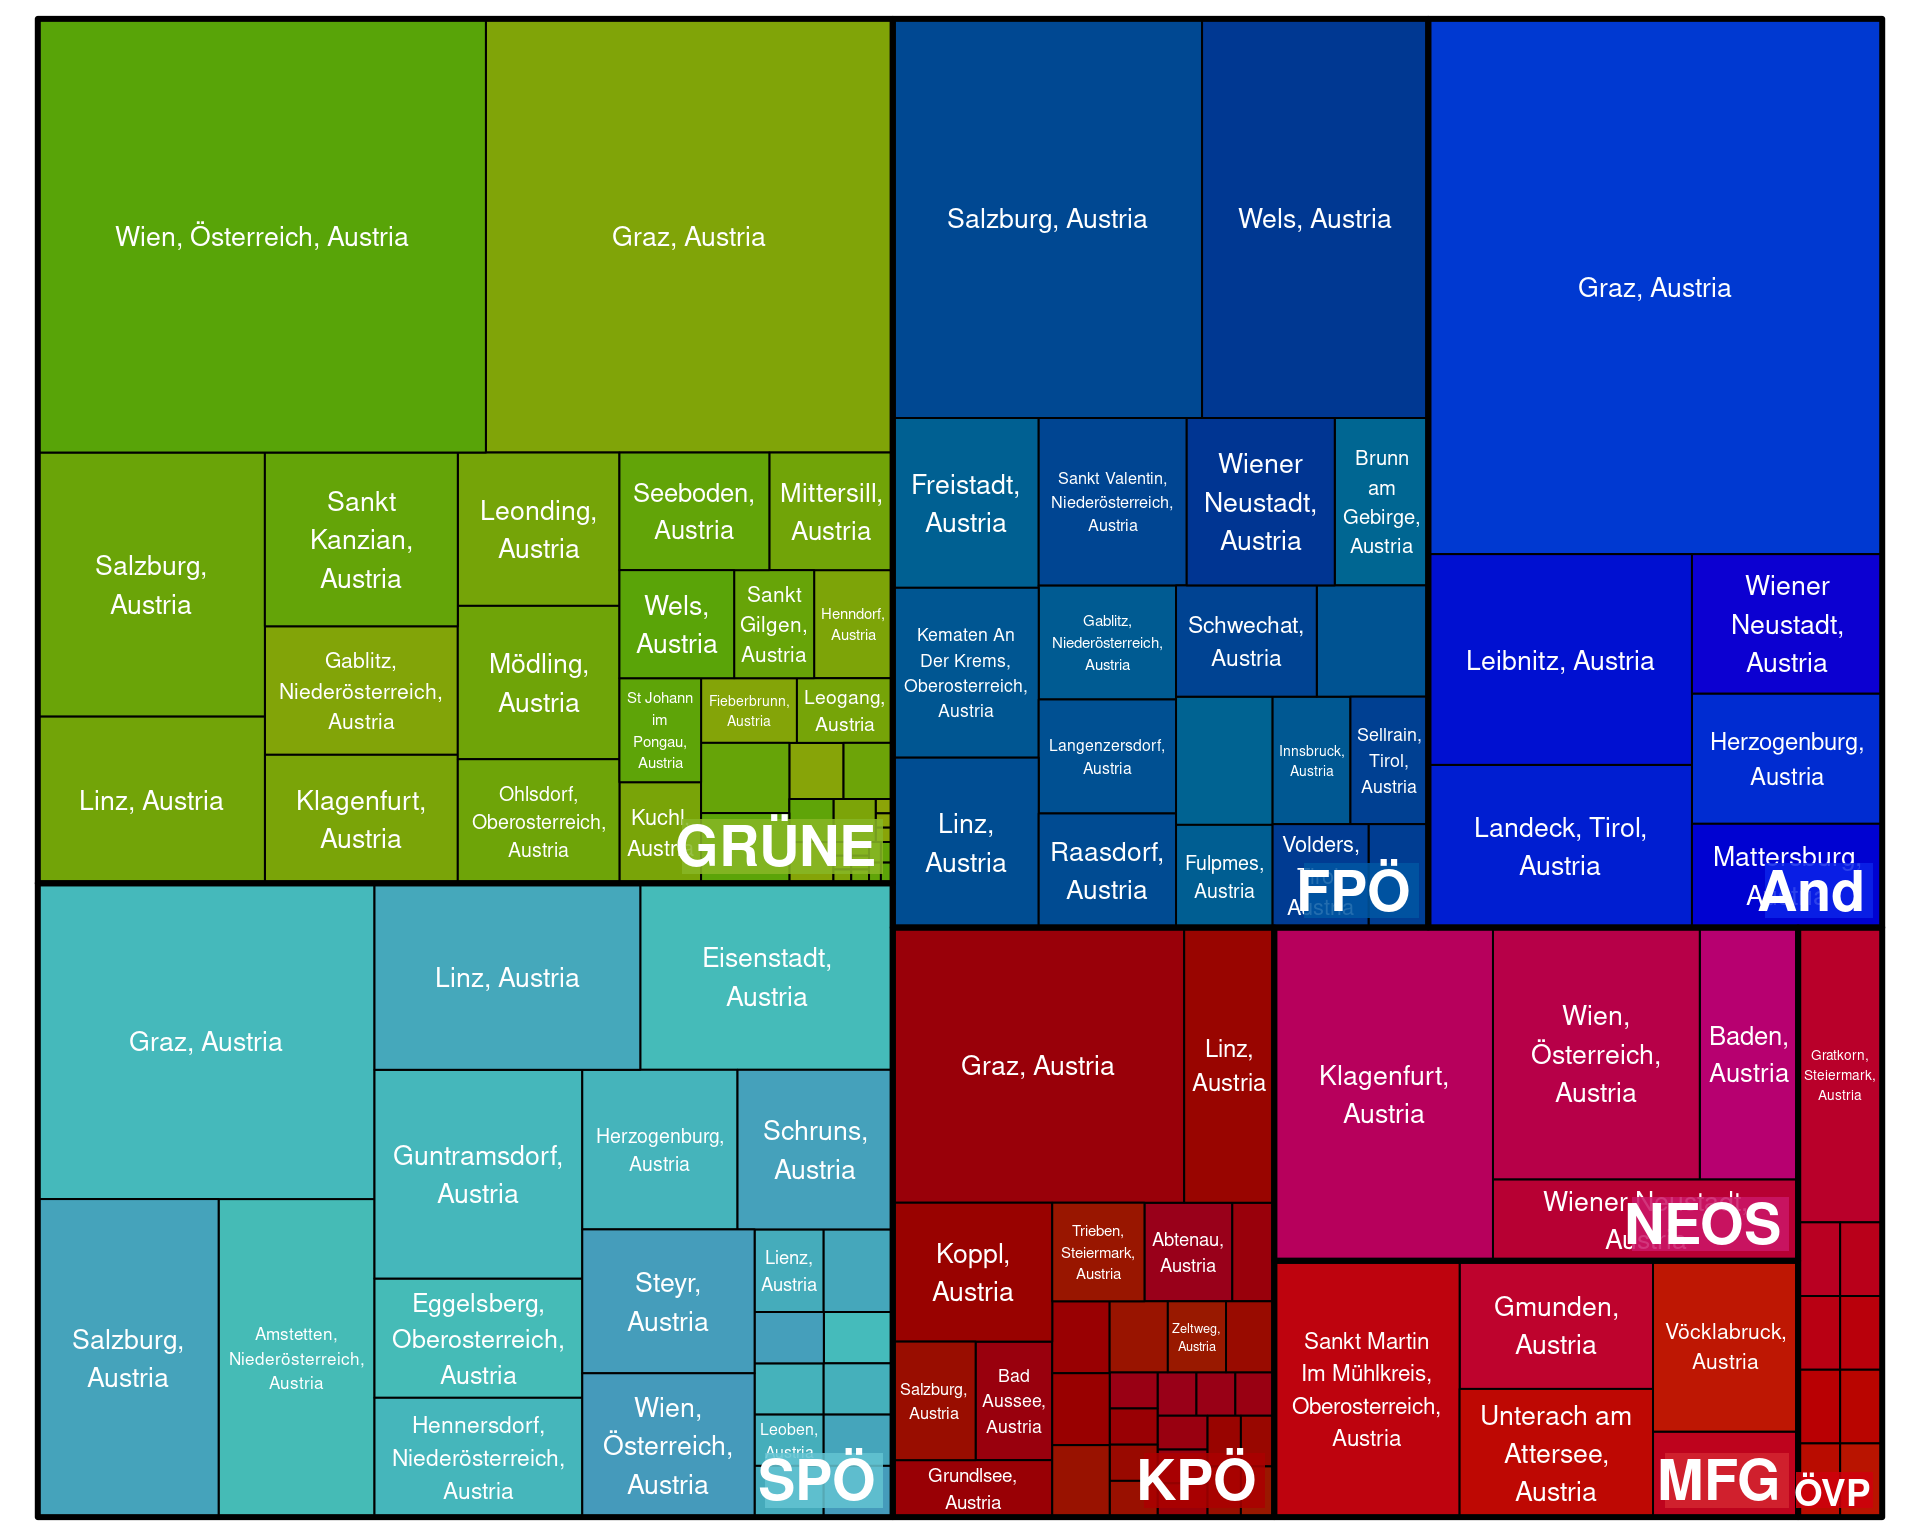 Wien, Österreich, Austria
Graz, Austria
Salzburg,
Austria
Sankt
Kanzian,
Austria
Leonding,
Austria
Seeboden,
Austria
Mittersill,
Austria
Wels,
Austria
Sankt
Gilgen,
Austria
Henndorf,
Austria
Gablitz,
Niederösterreich,
Austria
Mödling,
Austria
St Johann
im
Pongau,
Austria
Fieberbrunn,
Austria
Leogang,
Austria
Linz, Austria
Klagenfurt,
Austria
Ohlsdorf,
Oberosterreich,
Austria
Kuchl,
Austria
GRÜNE
Salzburg, Austria
Wels, Austria
Freistadt,
Austria
Sankt Valentin,
Niederösterreich,
Austria
Wiener
Neustadt,
Austria
Brunn
am
Gebirge,
Austria
Kematen An
Der Krems,
Oberosterreich,
Austria
Gablitz,
Niederösterreich,
Austria
Schwechat,
Austria
Langenzersdorf,
Austria
Innsbruck,
Austria
Sellrain,
Tirol,
Austria
Linz,
Austria
Raasdorf,
Austria
Fulpmes,
Austria
Volders,
Tirol,
Austria
FPÖ
Graz, Austria
Leibnitz, Austria
Wiener
Neustadt,
Austria
Herzogenburg,
Austria
Landeck, Tirol,
Austria
Mattersburg,
Austria
And
Graz, Austria
Linz, Austria
Eisenstadt,
Austria
Guntramsdorf,
Austria
Herzogenburg,
Austria
Schruns,
Austria
Salzburg,
Austria
Amstetten,
Niederösterreich,
Austria
Eggelsberg,
Oberosterreich,
Austria
Hennersdorf,
Niederösterreich,
Austria
Steyr,
Austria
Wien,
Österreich,
Austria
Lienz,
Austria
Leoben,
Austria
SPÖ
Graz, Austria
Linz,
Austria
Koppl,
Austria
Trieben,
Steiermark,
Austria
Abtenau,
Austria
Zeltweg,
Austria
Salzburg,
Austria
Bad
Aussee,
Austria
Grundlsee,
Austria
KPÖ
Klagenfurt,
Austria
Wien,
Österreich,
Austria
Baden,
Austria
Wiener Neustadt,
Austria
NEOS
Sankt Martin
Im Mühlkreis,
Oberosterreich,
Austria
Gmunden,
Austria
Unterach am
Attersee,
Austria
Vöcklabruck,
Austria
MFG
Gratkorn,
Steiermark,
Austria
ÖVP